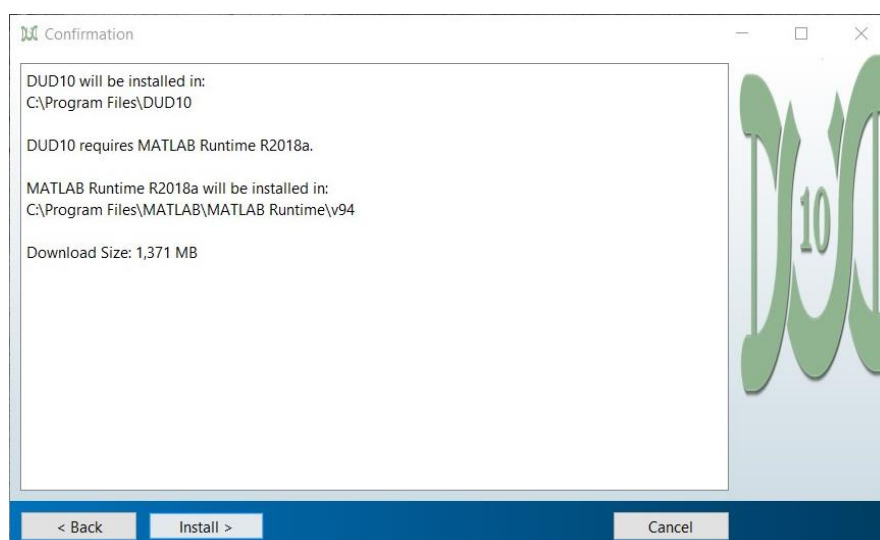 Confirmation
DUD10 will be installed in:
C:\Program Files\DUD10
DUD10 requires MATLAB Runtime R2018a.
MATLAB Runtime R2018a will be installed in:
C:\Program Files\MATLAB\MATLAB Runtime\v94
Download Size: 1,371 MB
DUD
10
< Back
Install >
Cancel